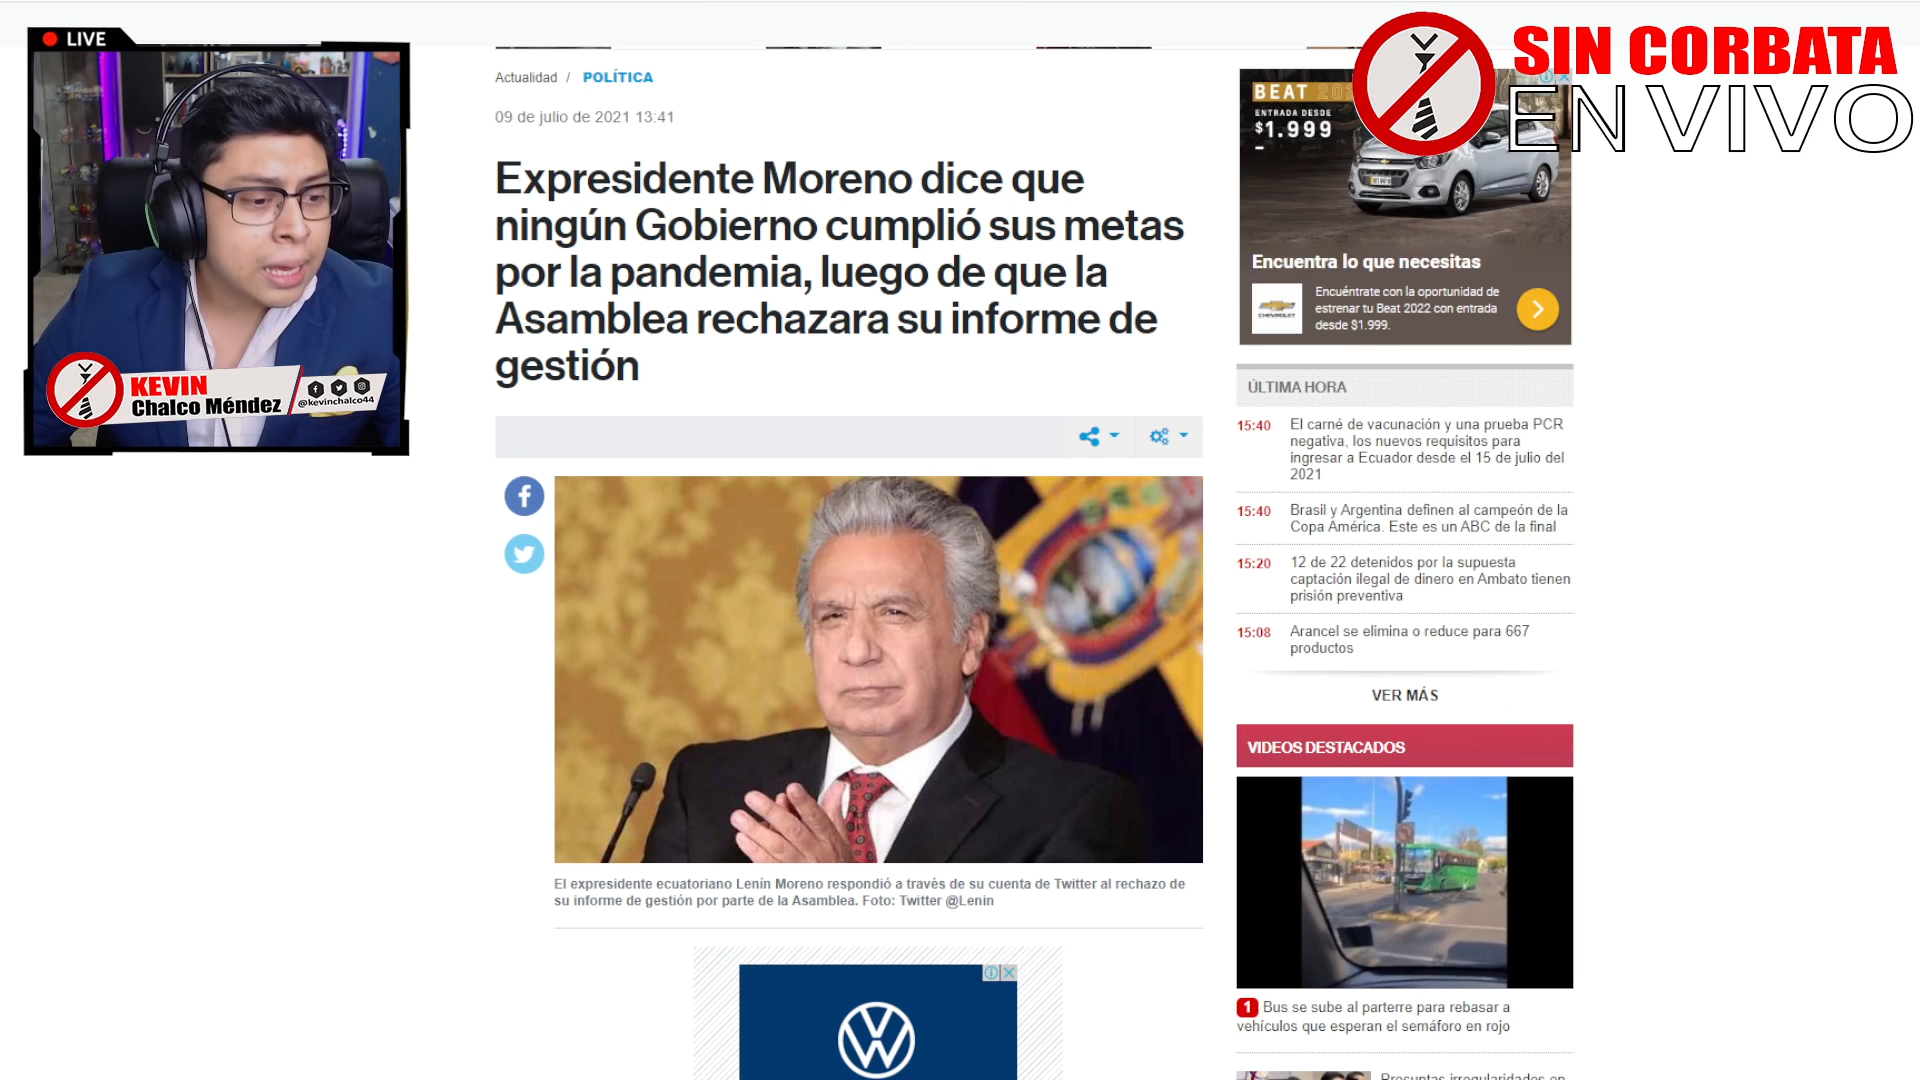 LIVE
KEVIN
Chalco Méndez
@kevinchalco44
SIN CORBATA
EN VIVO
Actualidad / POLÍTICA
09 de julio de 2021 13:41
Expresidente Moreno dice que
ningún Gobierno cumplió sus metas
por la pandemia, luego de que la
Asamblea rechazara su informe de
gestión
El expresidente ecuatoriano Lenín Moreno respondió a través de su cuenta de Twitter al rechazo de
su informe de gestión por parte de la Asamblea. Foto: Twitter @Lenin
BEAT
ENTRADA DESDE
$1.999
Encuentra lo que necesitas
CHEVROLET
Encuéntrate con la oportunidad de
estrenar tu Beat 2022 con entrada
desde $1.999.
ÚLTIMA HORA
15:40 El carné de vacunación y una prueba PCR
negativa, los nuevos requisitos para
ingresar a Ecuador desde el 15 de julio del
2021
15:40 Brasil y Argentina definen al campeón de la
Copa América. Este es un ABC de la final
15:20 12 de 22 detenidos por la supuesta
captación ilegal de dinero en Ambato tienen
prisión preventiva
15:08 Arancel se elimina o reduce para 667
productos
VER MÁS
VIDEOS DESTACADOS
1 Bus se sube al parterre para rebasar a
vehículos que esperan el semáforo en rojo
Presuntas irregularidades en